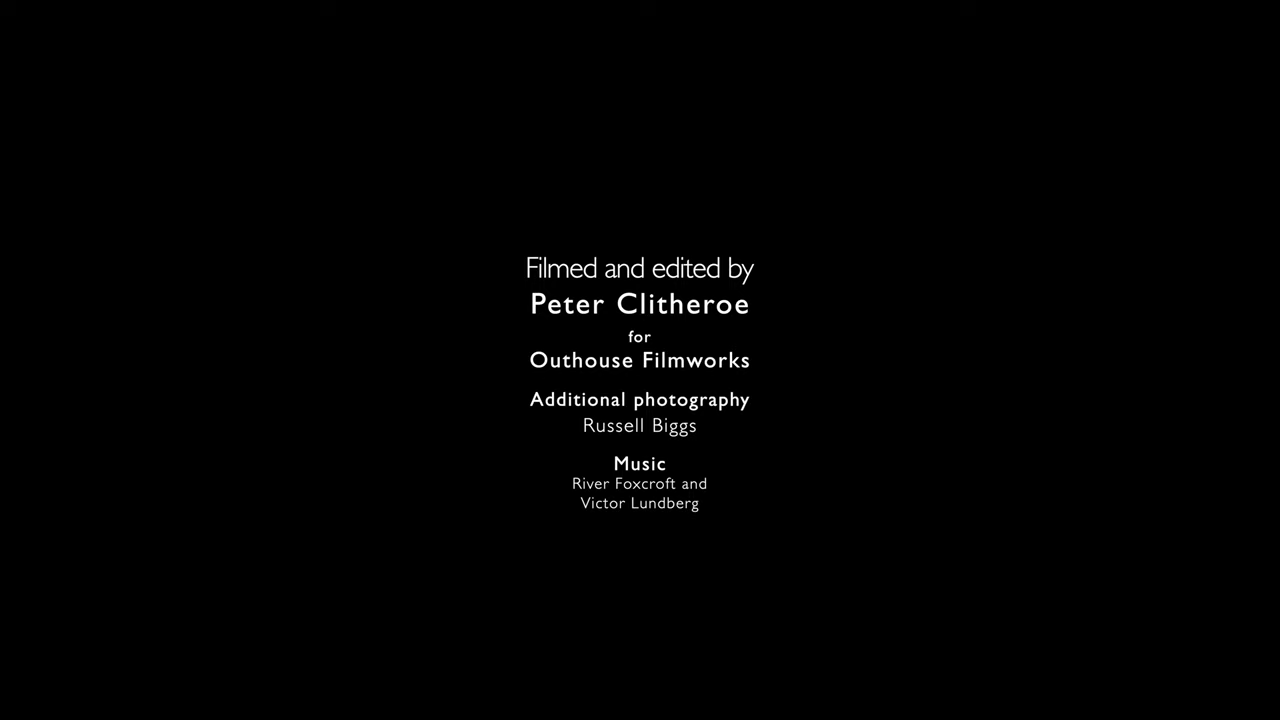 Filmed and edited by
Peter Clitheroe
for
Outhouse Filmworks
Additional photography
Russell Biggs
Music
River Foxcroft and
Victor Lundberg